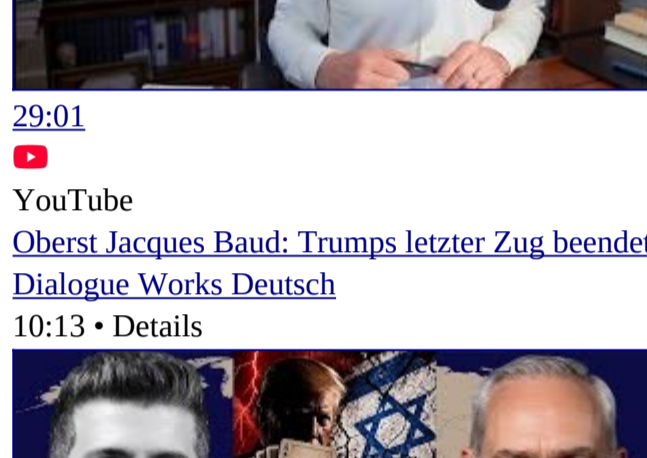 29:01
YouTube
Oberst Jacques Baud: Trumps letzter Zug beendet
Dialogue Works Deutsch
10:13 • Details